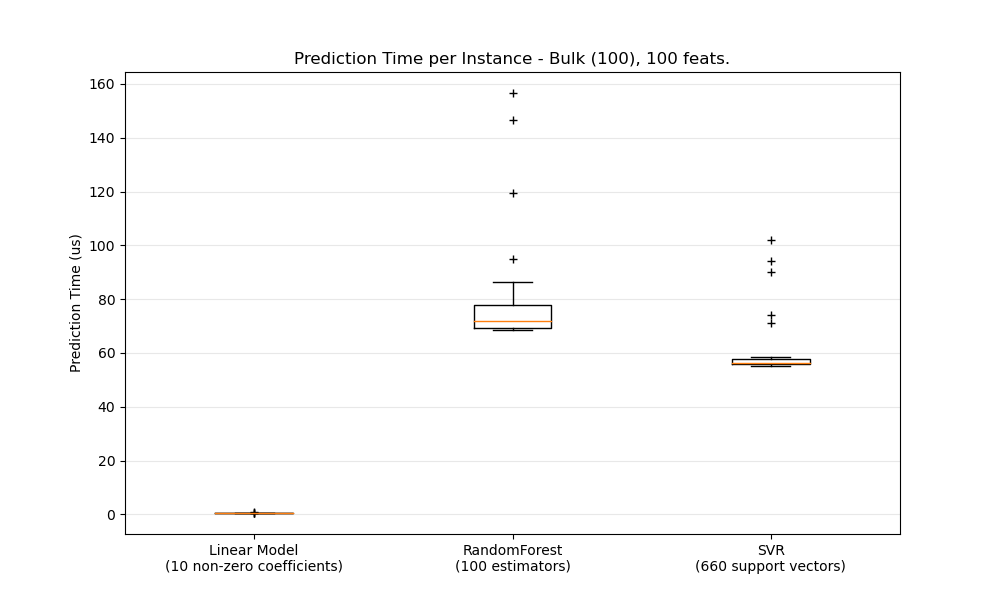 Prediction Time per Instance - Bulk (100), 100 feats.
Prediction Time (us)
160
140
120
100
80
60
40
20
0
Linear Model
(10 non-zero coefficients)
RandomForest
(100 estimators)
SVR
(660 support vectors)